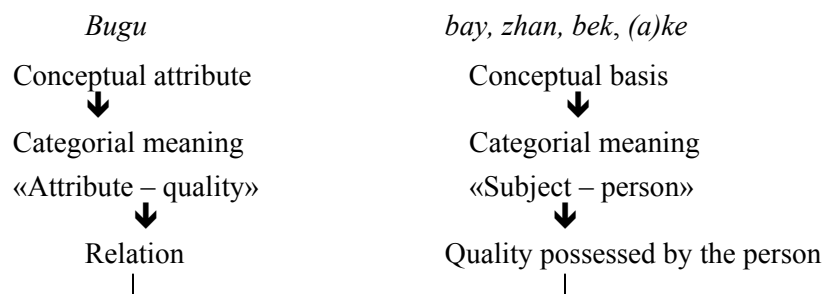 Bugu bay, zhan, bek, (a)ke
Conceptual attribute Conceptual basis
Categorial meaning Categorial meaning
«Attribute – quality» «Subject – person»
Relation Quality possessed by the person